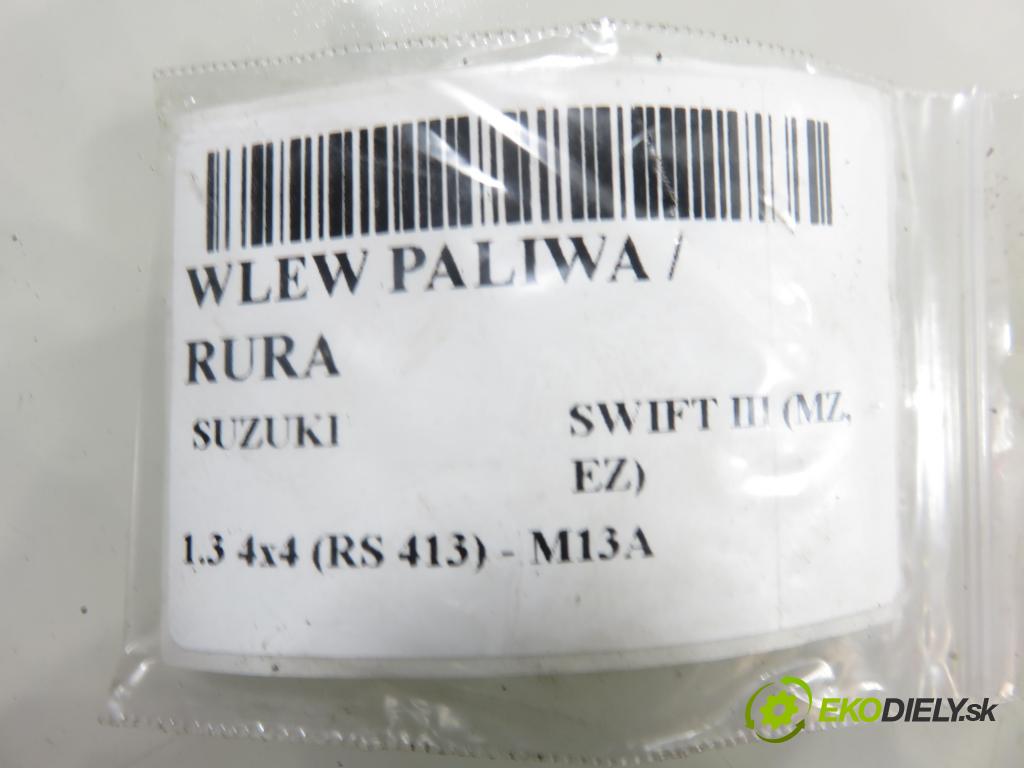 WLEW PALIWA /
RURA
SUZUKI SWIFT III (MZ,
EZ)
1.3 4x4 (RS 413) - M13A
EKODIELY.sk